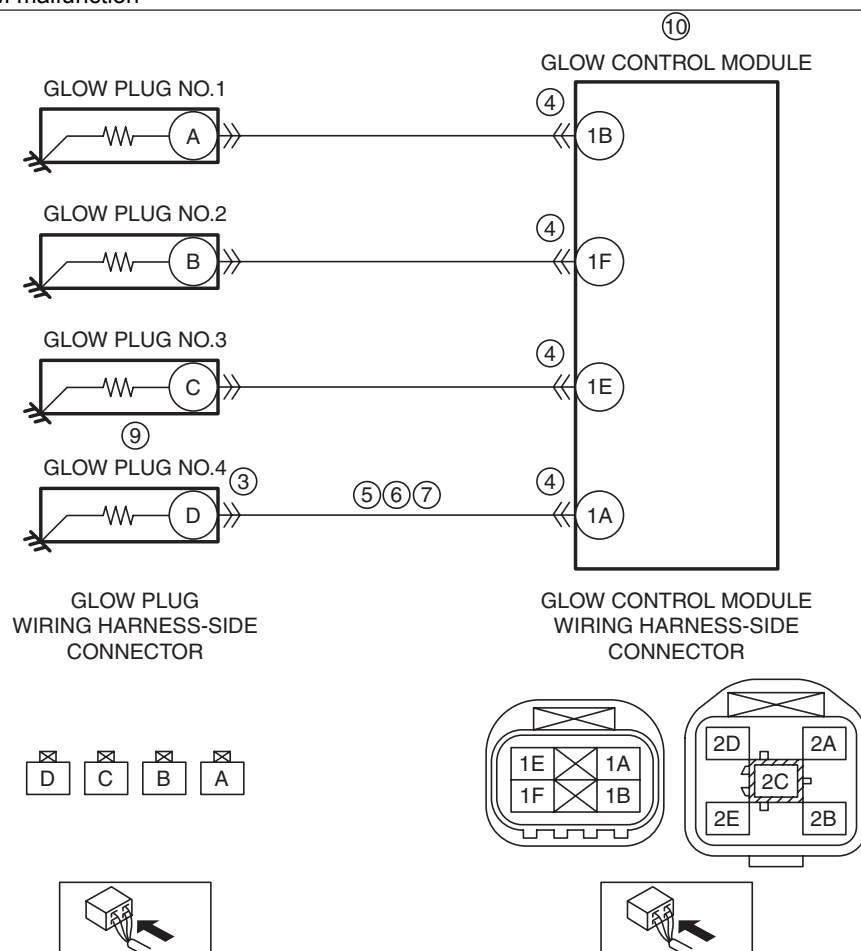 malfunction
⑩
GLOW CONTROL MODULE
GLOW PLUG NO.1
④
A
1B
GLOW PLUG NO.2
④
B
1F
GLOW PLUG NO.3
④
C
1E
⑨
GLOW PLUG NO.4
③
⑤⑥⑦
④
D
1A
GLOW PLUG
WIRING HARNESS-SIDE
CONNECTOR
GLOW CONTROL MODULE
WIRING HARNESS-SIDE
CONNECTOR
D C B A
1E 1A
1F 1B
2D 2A
2C
2E 2B